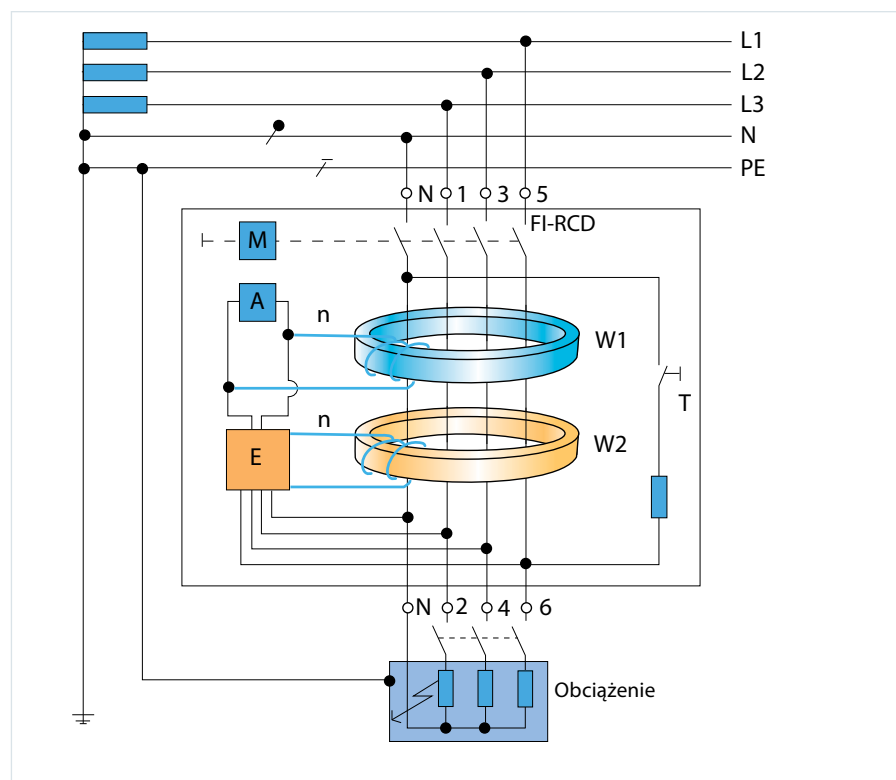 L1
L2
L3
N
PE
N 1 3 5
FI-RCD
M
A
n
W1
T
n
E
W2
N 2 4 6
Obciążenie